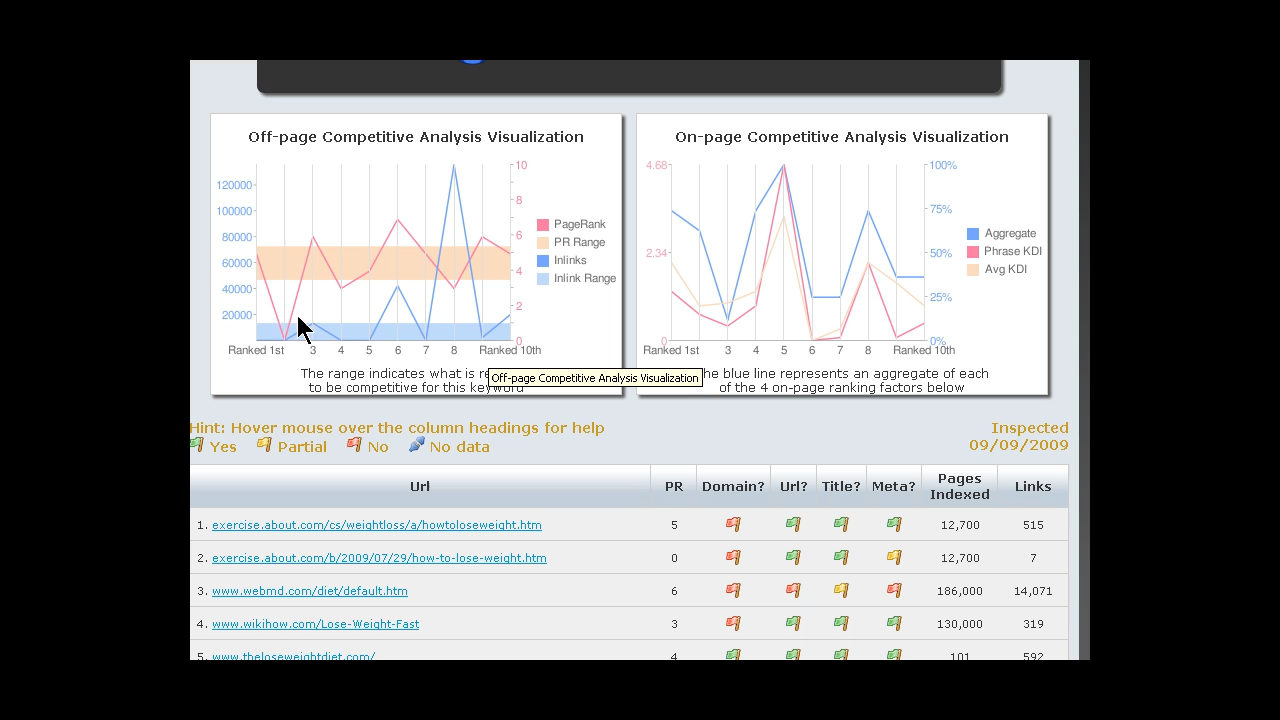 Off-page Competitive Analysis Visualization
120000
100000
80000
60000
40000
20000
10
8
6
4
2
0
PageRank
PR Range
Inlinks
Inlink Range
Ranked 1st 3 4 5 6 7 8 Ranked 10th
The range indicates what is
to be competitive for this keyword
Off-page Competitive Analysis Visualization
On-page Competitive Analysis Visualization
4.68
2.34
0
100%
75%
50%
25%
0%
Aggregate
Phrase KDI
Avg KDI
Ranked 1st 3 4 5 6 7 8 Ranked 10th
he blue line represents an aggregate of each
of the 4 on-page ranking factors below
Hint: Hover mouse over the column headings for help
Yes Partial No No data
Inspected
09/09/2009
Url PR Domain? Url? Title? Meta? Pages Indexed Links
1. exercise.about.com/cs/weightloss/a/howtoloseweight.htm 5 12,700 515
2. exercise.about.com/b/2009/07/29/how-to-lose-weight.htm 0 12,700 7
3. www.webmd.com/diet/default.htm 6 186,000 14,071
4. www.wikihow.com/Lose-Weight-Fast 3 130,000 319
5. www.theloseweightdiet.com/ 4 101 592